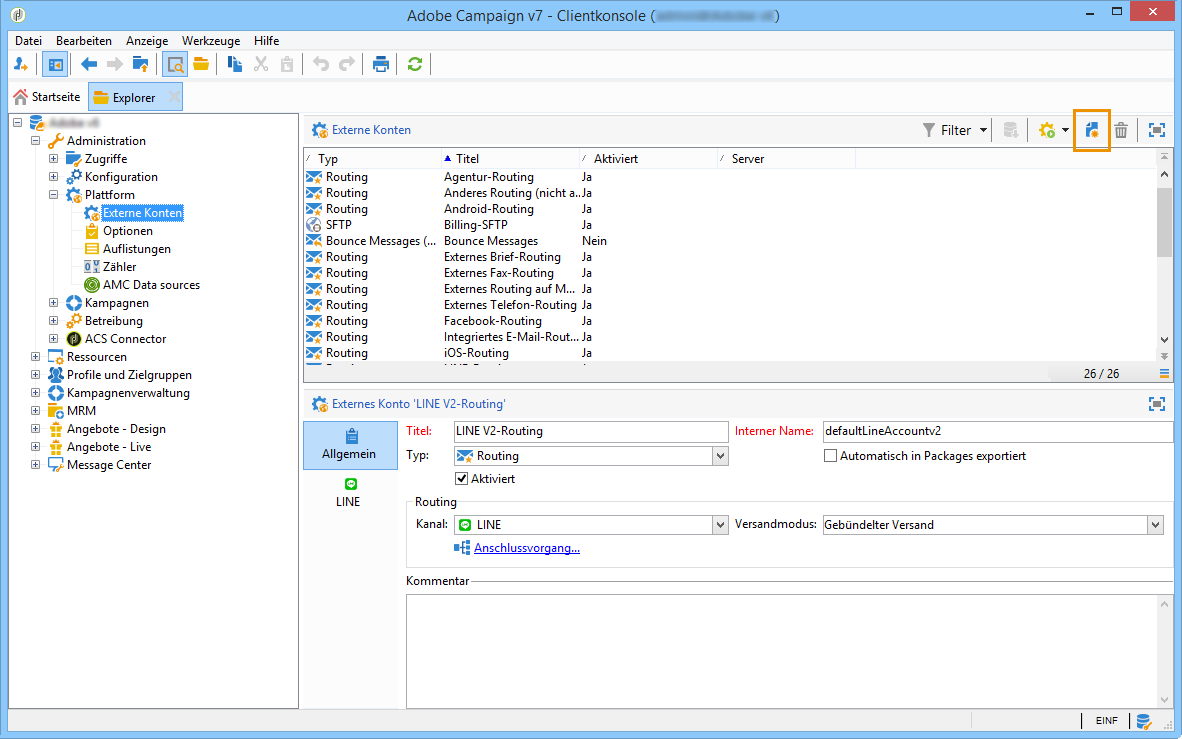 Adobe Campaign v7 - Clientkonsole (
Datei Bearbeiten Anzeige Werkzeuge Hilfe
Startseite Explorer
Administration
Zugriffe
Konfiguration
Plattform
Externe Konten
Optionen
Auflistungen
Zähler
AMC Data sources
Kampagnen
Betreibung
ACS Connector
Ressourcen
Profile und Zielgruppen
Kampagnenverwaltung
MRM
Angebote - Design
Angebote - Live
Message Center
Externe Konten Filter
Typ Titel Aktiviert Server
Routing Agentur-Routing Ja
Routing Anderes Routing (nicht a... Ja
Routing Android-Routing Ja
SFTP Billing-SFTP Ja
Bounce Messages (... Bounce Messages Nein
Routing Externes Brief-Routing Ja
Routing Externes Fax-Routing Ja
Routing Externes Routing auf M... Ja
Routing Externes Telefon-Routing Ja
Routing Facebook-Routing Ja
Routing Integriertes E-Mail-Rout... Ja
Routing iOS-Routing Ja
26 / 26
Externes Konto 'LINE V2-Routing'
Allgemein
LINE
Titel: LINE V2-Routing Interner Name: defaultLineAccountv2
Typ: Routing Automatisch in Packages exportiert
Aktiviert
Routing
Kanal: LINE Versandmodus: Gebündelter Versand
Anschlussvorgang...
Kommentar
EINF